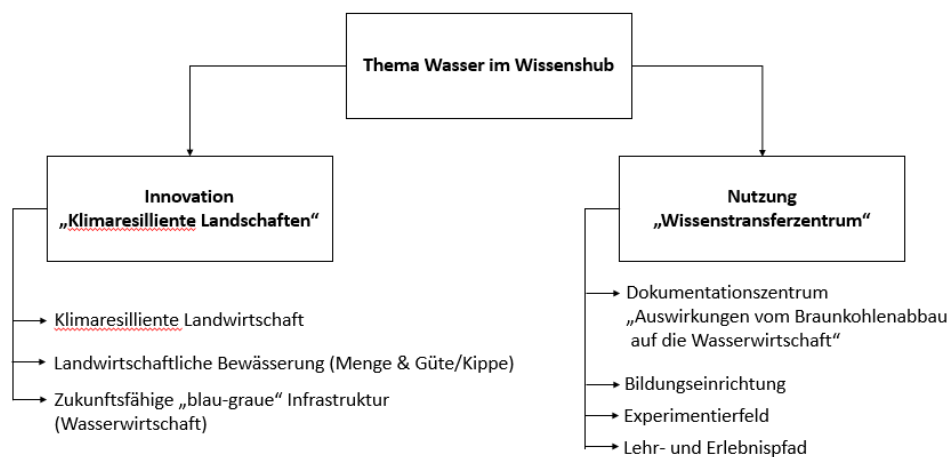 Thema Wasser im Wissenshub
Innovation
„Klimaresilliente Landschaften“
Klimaresilliente Landwirtschaft
Landwirtschaftliche Bewässerung (Menge & Güte/Kippe)
Zukunftsfähige „blau-graue“ Infrastruktur
(Wasserwirtschaft)
Nutzung
„Wissenstransferzentrum“
Dokumentationszentrum
„Auswirkungen vom Braunkohlenabbau
auf die Wasserwirtschaft“
Bildungseinrichtung
Experimentierfeld
Lehr- und Erlebnispfad